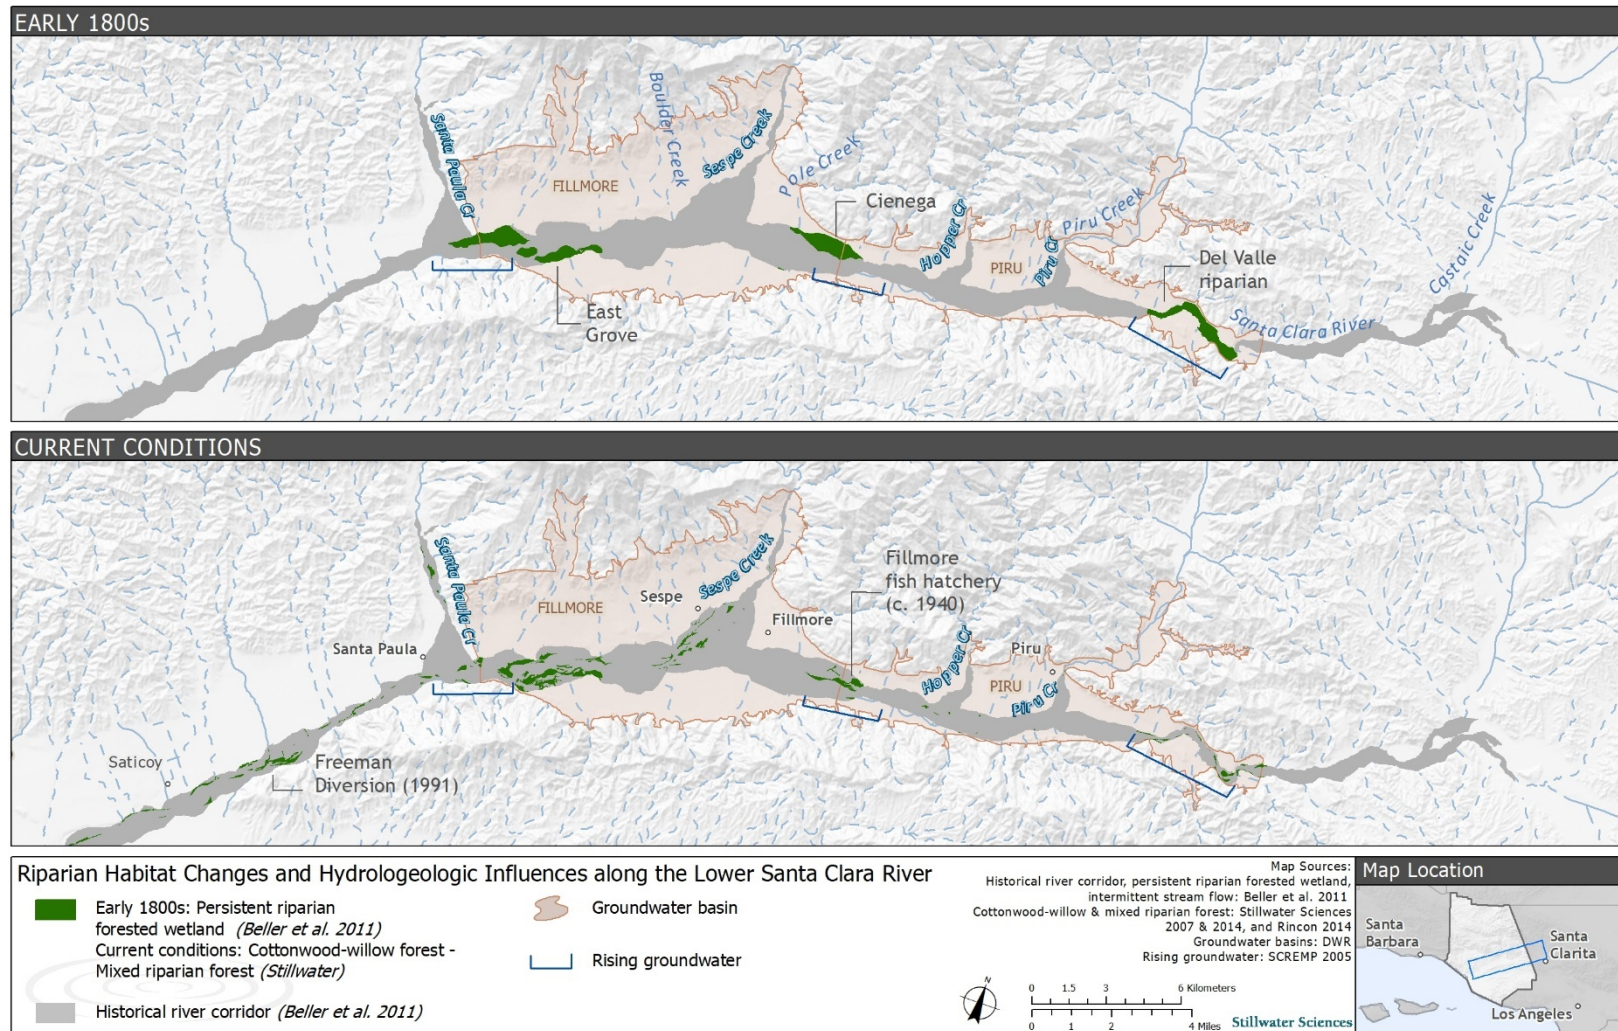 EARLY 1800s
Santa Paula Cr
Boulder Creek
Sespe Creek
Pole Creek
FILLMORE
Cienega
Hopper Cr
PIRU
Piru Cr
Piru Creek
Del Valle
riparian
Castaic Creek
Santa Clara River
East
Grove
CURRENT CONDITIONS
Santa Paula Cr
FILLMORE
Sespe
Sespe Creek
Fillmore
Fillmore
fish hatchery
(c. 1940)
Hopper Cr
Piru
PIRU
Piru Cr
Santa Paula
Saticoy
Freeman
Diversion (1991)
Riparian Habitat Changes and Hydrogeologic Influences along the Lower Santa Clara River
Early 1800s: Persistent riparian
forested wetland (Beller et al. 2011)
Current conditions: Cottonwood-willow forest -
Mixed riparian forest (Stillwater)
Historical river corridor (Beller et al. 2011)
Groundwater basin
Rising groundwater
Map Sources:
Historical river corridor, persistent riparian forested wetland,
intermittent stream flow: Beller et al. 2011
Cottonwood-willow & mixed riparian forest: Stillwater Sciences
2007 & 2014, and Rincon 2014
Groundwater basins: DWR
Rising groundwater: SCREMP 2005
N
0 1.5 3 6 Kilometers
0 1 2 4 Miles
Stillwater Sciences
Map Location
Santa
Barbara
Santa
Clarita
Los Angeles